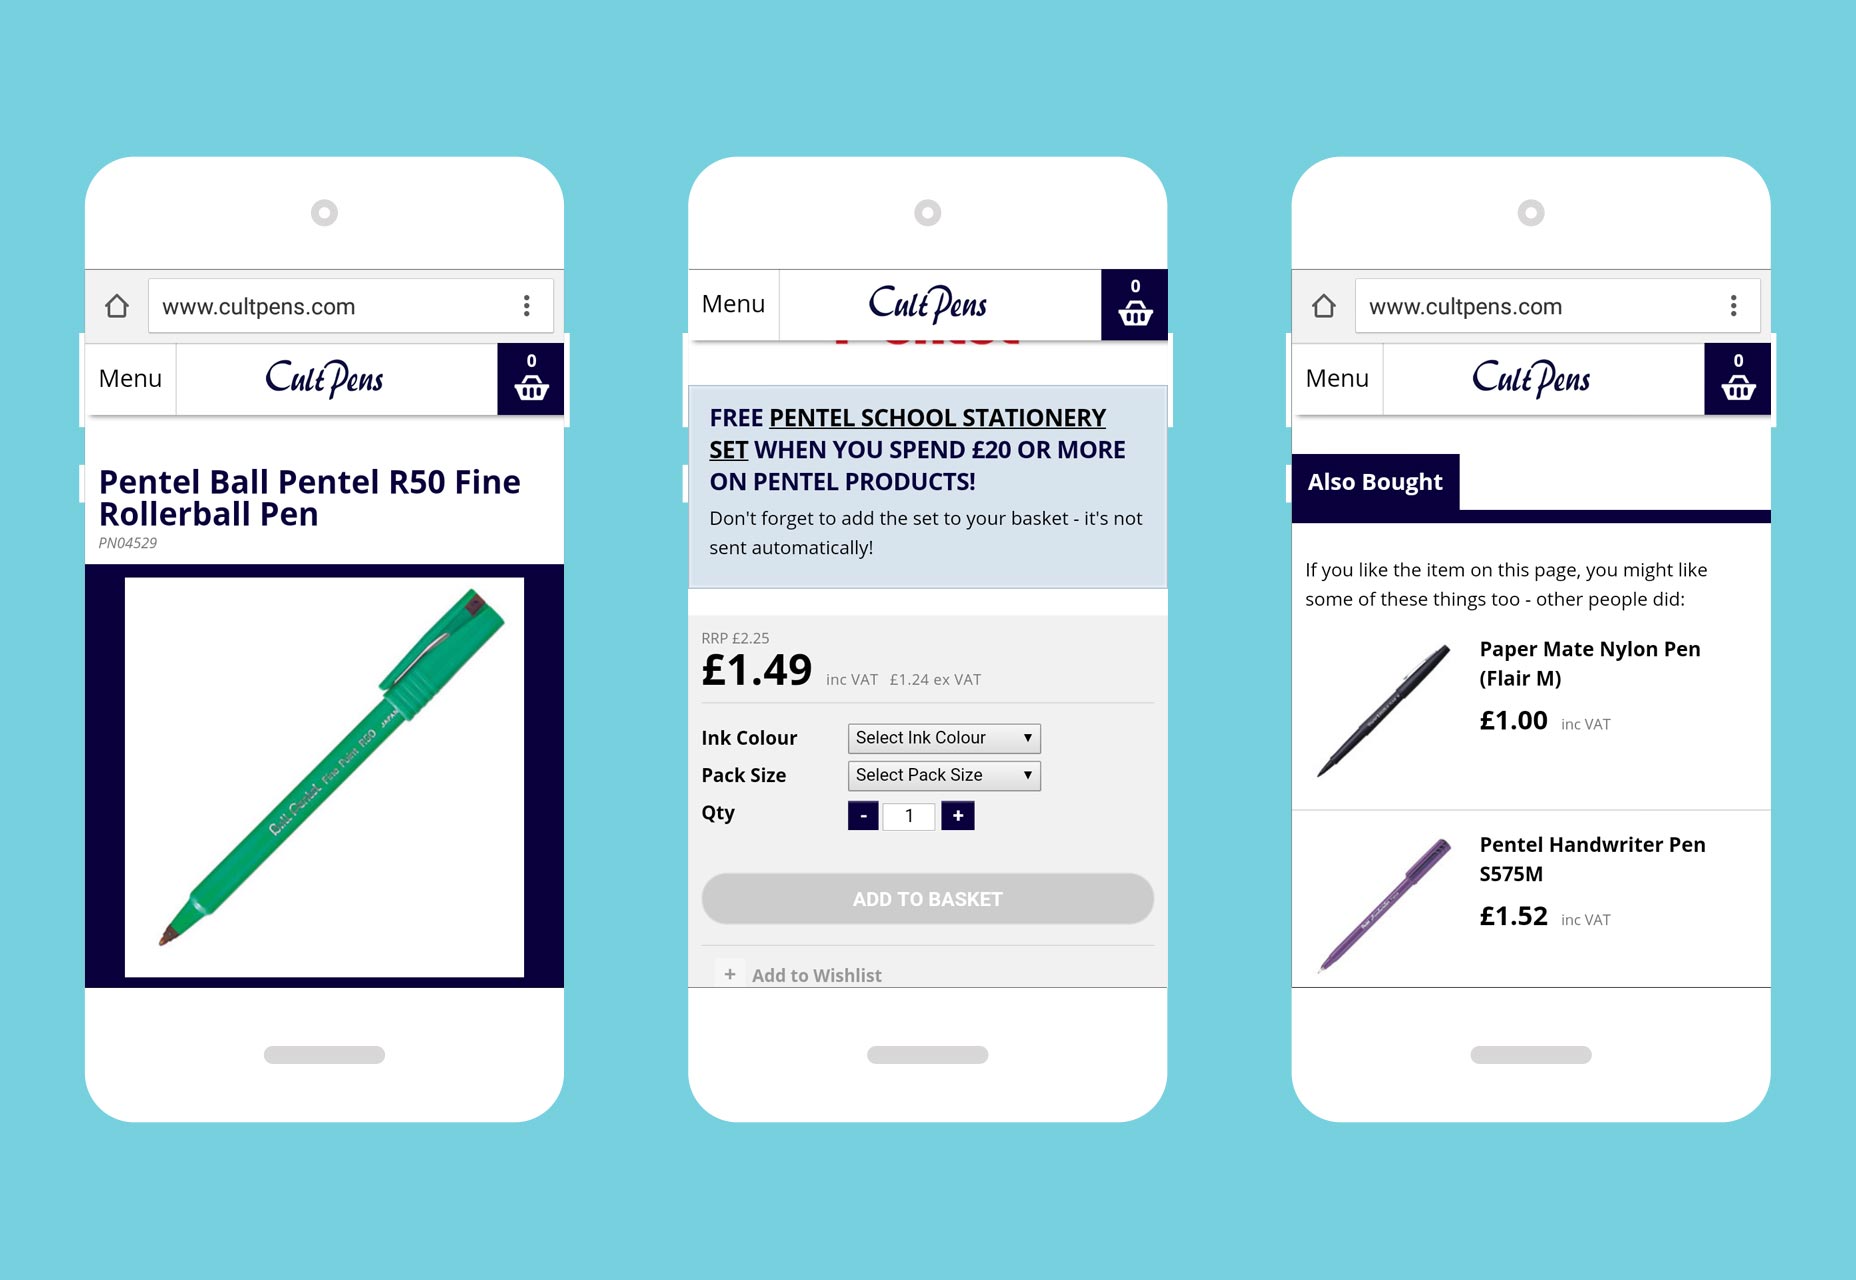 www.cultpens.com
Menu
Cult Pens
0
Pentel Ball Pentel R50 Fine
Rollerball Pen
PN04529
Ball Pentel Fine Point R50 JAPAN
Menu
Cult Pens
0
FREE PENTEL SCHOOL STATIONERY
SET WHEN YOU SPEND £20 OR MORE
ON PENTEL PRODUCTS!
Don't forget to add the set to your basket - it's not
sent automatically!
RRP £2.25
£1.49 inc VAT £1.24 ex VAT
Ink Colour Select Ink Colour
Pack Size Select Pack Size
Qty - 1 +
ADD TO BASKET
+ Add to Wishlist
www.cultpens.com
Menu
Cult Pens
0
Also Bought
If you like the item on this page, you might like
some of these things too - other people did:
Paper Mate Nylon Pen
(Flair M)
£1.00 inc VAT
Pentel Handwriter Pen
S575M
£1.52 inc VAT